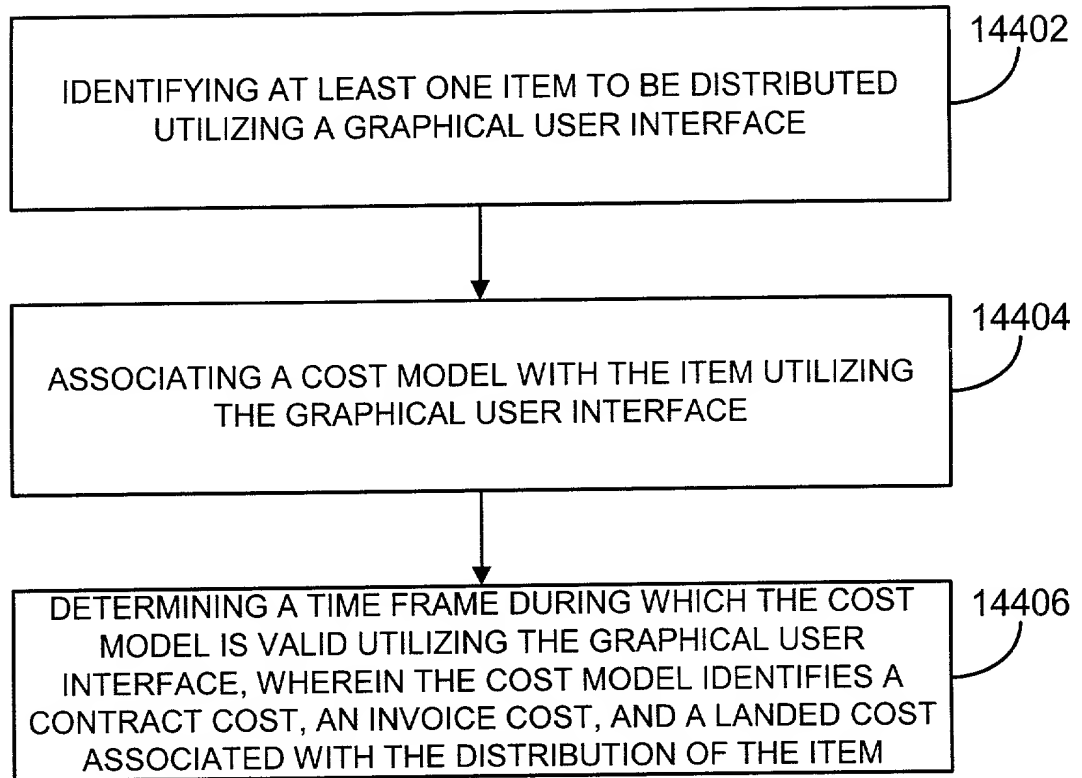 14402
IDENTIFYING AT LEAST ONE ITEM TO BE DISTRIBUTED
UTILIZING A GRAPHICAL USER INTERFACE
14404
ASSOCIATING A COST MODEL WITH THE ITEM UTILIZING
THE GRAPHICAL USER INTERFACE
14406
DETERMINING A TIME FRAME DURING WHICH THE COST
MODEL IS VALID UTILIZING THE GRAPHICAL USER
INTERFACE, WHEREIN THE COST MODEL IDENTIFIES A
CONTRACT COST, AN INVOICE COST, AND A LANDED COST
ASSOCIATED WITH THE DISTRIBUTION OF THE ITEM